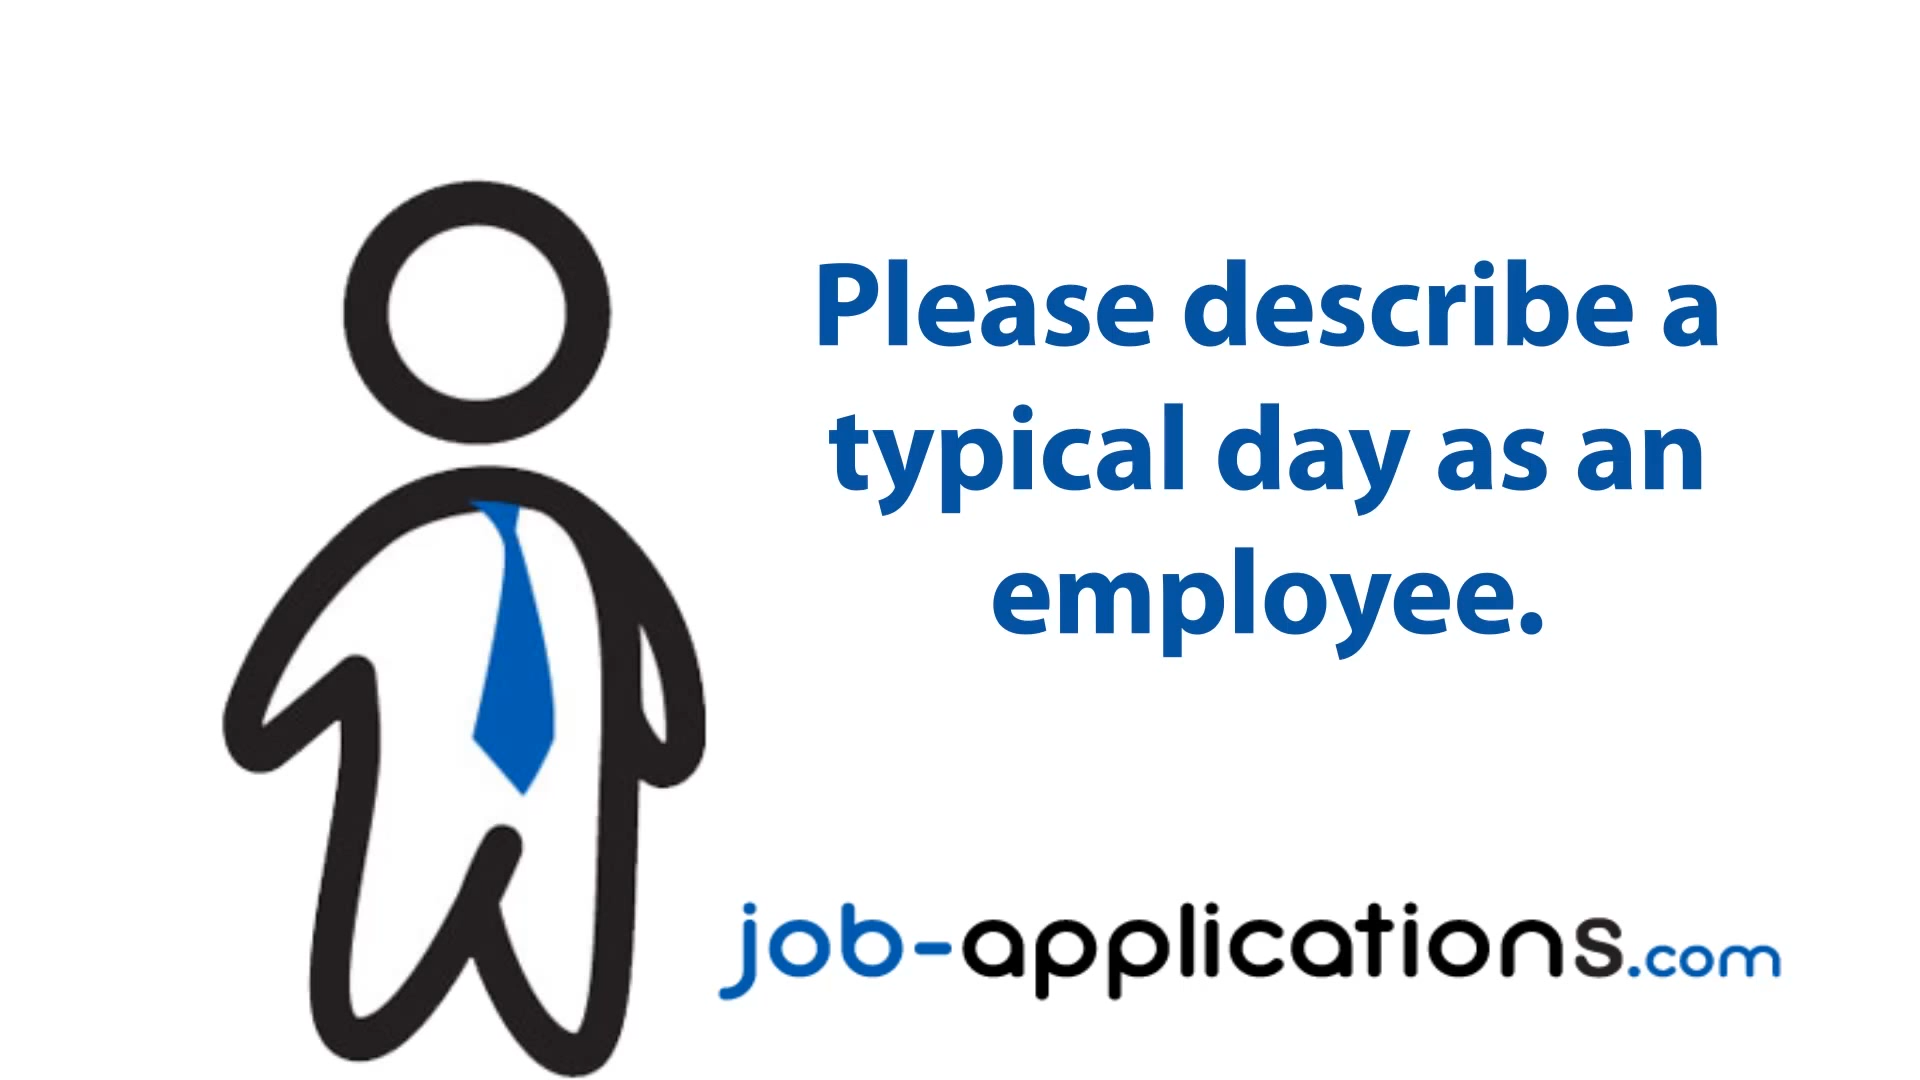 Please describe a
typical day as an
employee.
job-applications.com